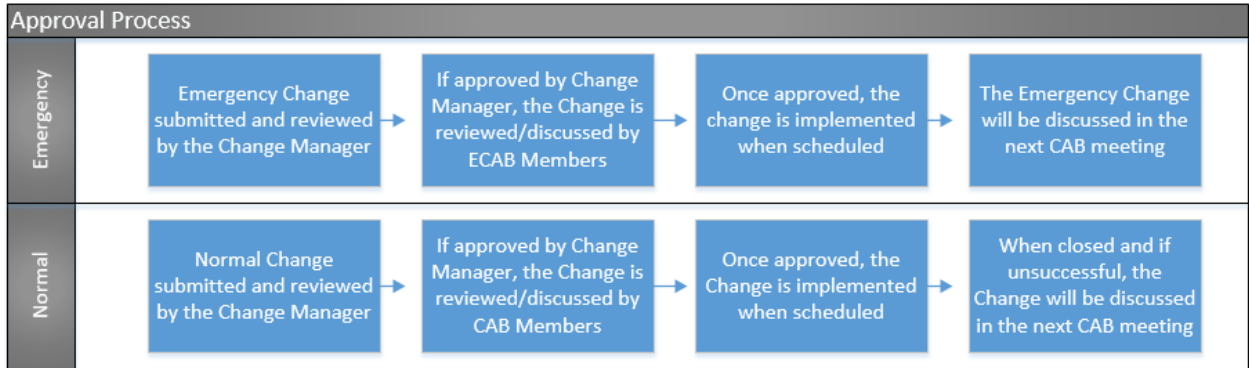 Approval Process
Emergency
Emergency Change
submitted and reviewed
by the Change Manager
If approved by Change
Manager, the Change is
reviewed/discussed by
ECAB Members
Once approved, the
change is implemented
when scheduled
The Emergency Change
will be discussed in the
next CAB meeting
Normal
Normal Change
submitted and reviewed
by the Change Manager
If approved by Change
Manager, the Change is
reviewed/discussed by
CAB Members
Once approved, the
Change is implemented
when scheduled
When closed and if
unsuccessful, the
Change will be discussed
in the next CAB meeting